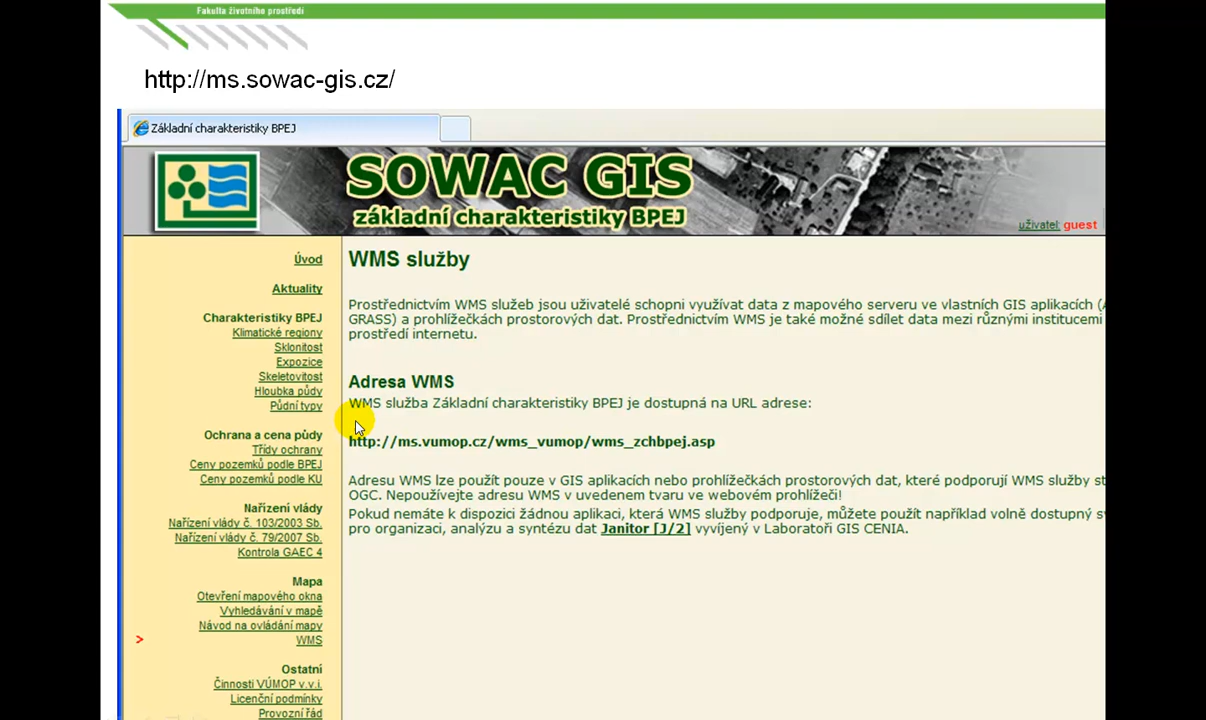 Fakulta životního prostředí
http://ms.sowac-gis.cz/
Základní charakteristiky BPEJ
SOWAC GIS
základní charakteristiky BPEJ
uživatel: guest
Úvod
Aktuality
Charakteristiky BPEJ
Klimatické regiony
Sklonitost
Expozice
Skeletovitost
Hloubka půdy
Půdní typy
Ochrana a cena půdy
Třídy ochrany
Ceny pozemků podle BPEJ
Ceny pozemků podle KU
Nařízení vlády
Nařízení vlády č. 103/2003 Sb.
Nařízení vlády č. 79/2007 Sb.
Kontrola GAEC 4
Mapa
Otevření mapového okna
Vyhledávání v mapě
Návod na ovládání mapy
> WMS
Ostatní
Činnosti VÚMOP v.v.i.
Licenční podmínky
Provozní řád
WMS služby
Prostřednictvím WMS služeb jsou uživatelé schopni využívat data z mapového serveru ve vlastních GIS aplikacích (
GRASS) a prohlížečkách prostorových dat. Prostřednictvím WMS je také možné sdílet data mezi různými institucemi
prostředí internetu.
Adresa WMS
WMS služba Základní charakteristiky BPEJ je dostupná na URL adrese:
http://ms.vumop.cz/wms_vumop/wms_zchbpej.asp
Adresu WMS lze použít pouze v GIS aplikacích nebo prohlížečkách prostorových dat, které podporují WMS služby st
OGC. Nepoužívejte adresu WMS v uvedenem tvaru ve webovém prohlížeči!
Pokud nemáte k dispozici žádnou aplikaci, která WMS služby podporuje, můžete použít například volně dostupný
pro organizaci, analýzu a syntézu dat Janitor [J/2] vyvíjený v Laboratoři GIS CENIA.